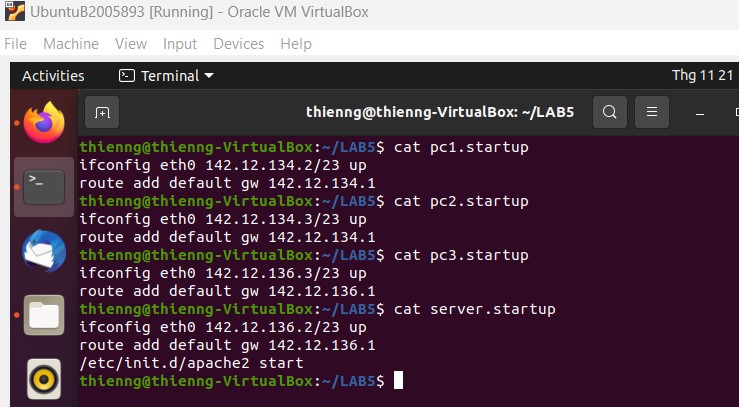 UbuntuB2005893 [Running] - Oracle VM VirtualBox
File Machine View Input Devices Help
Activities Terminal Thg 11 21
thienng@thienng-VirtualBox: ~/LAB5
thienng@thienng-VirtualBox:~/LAB5$ cat pc1.startup
ifconfig eth0 142.12.134.2/23 up
route add default gw 142.12.134.1
thienng@thienng-VirtualBox:~/LAB5$ cat pc2.startup
ifconfig eth0 142.12.134.3/23 up
route add default gw 142.12.134.1
thienng@thienng-VirtualBox:~/LAB5$ cat pc3.startup
ifconfig eth0 142.12.136.3/23 up
route add default gw 142.12.136.1
thienng@thienng-VirtualBox:~/LAB5$ cat server.startup
ifconfig eth0 142.12.136.2/23 up
route add default gw 142.12.136.1
/etc/init.d/apache2 start
thienng@thienng-VirtualBox:~/LAB5$